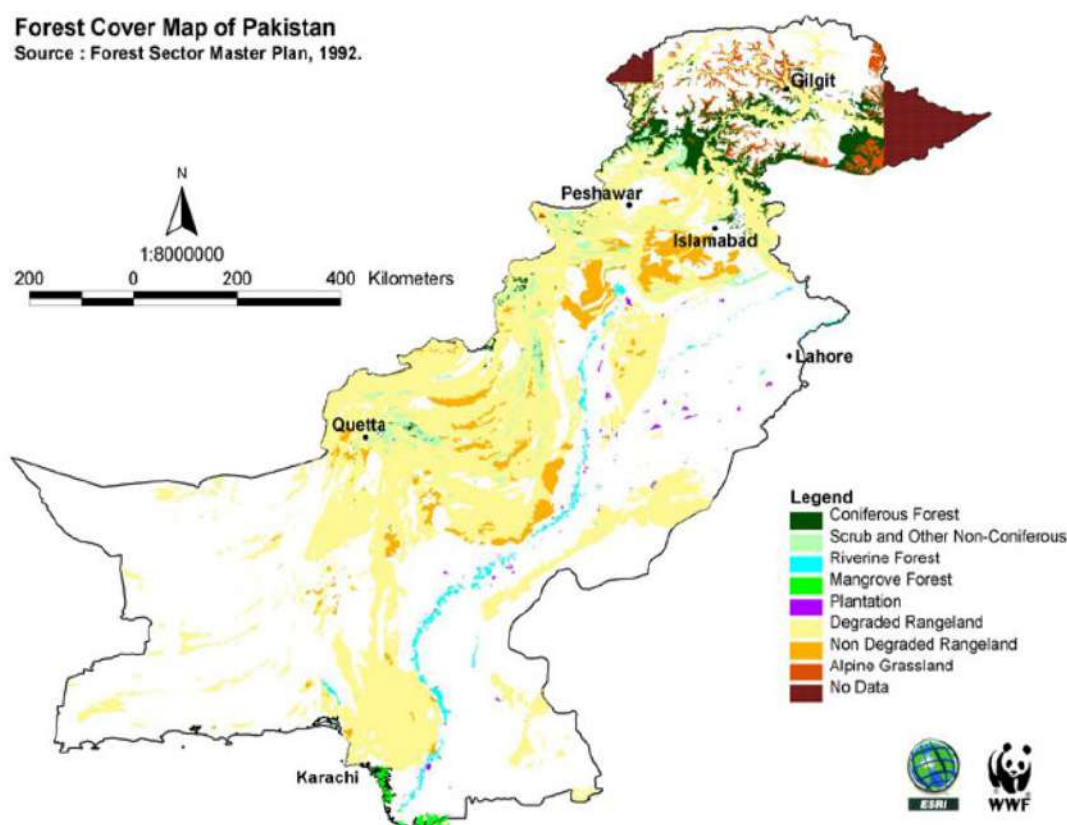 Forest Cover Map of Pakistan
Source : Forest Sector Master Plan, 1992.
Gilgit
N
Peshawar
Islamabad
1:8000000
200 0 200 400 Kilometers
Lahore
Quetta
Legend
Coniferous Forest
Scrub and Other Non-Coniferous
Riverine Forest
Mangrove Forest
Plantation
Degraded Rangeland
Non Degraded Rangeland
Alpine Grassland
No Data
Karachi
ESRI
WWF